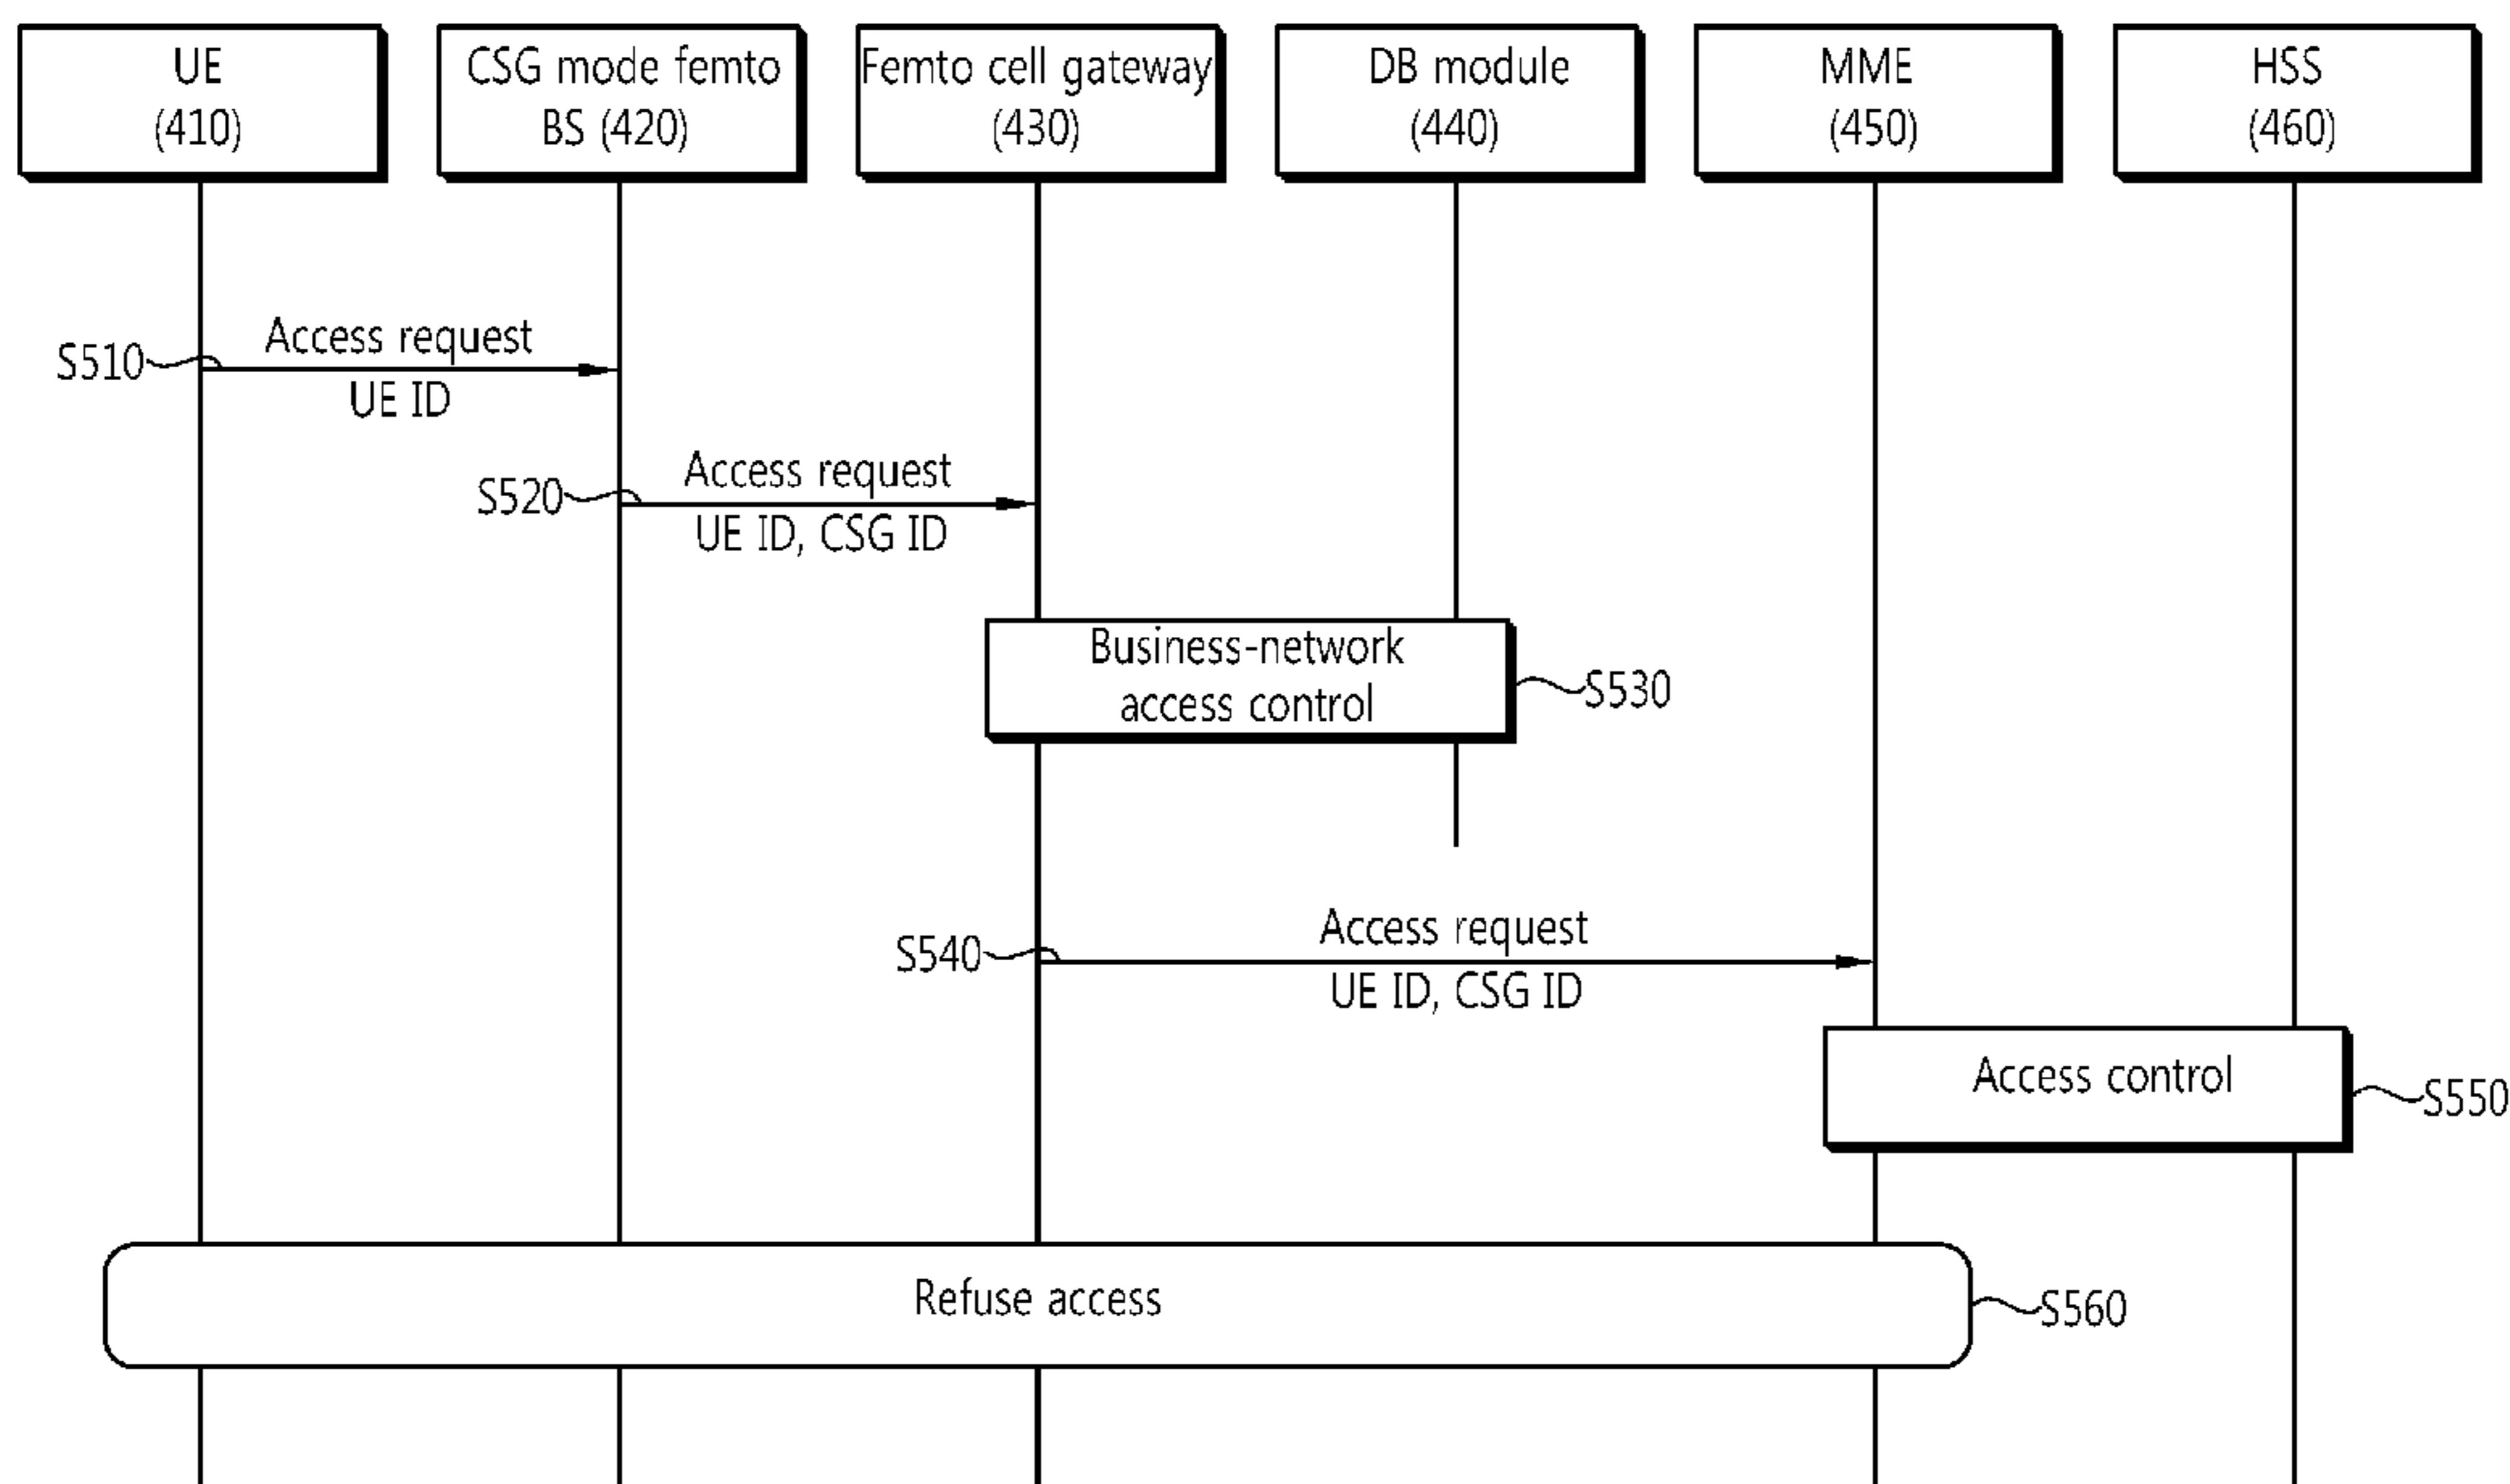 UE
(410)
CSG mode femto
BS (420)
Femto cell gateway
(430)
DB module
(440)
MME
(450)
HSS
(460)
Access request
S510
UE ID
Access request
S520
UE ID, CSG ID
Business-network
access control
S530
Access request
S540
UE ID, CSG ID
Access control
S550
Refuse access
S560